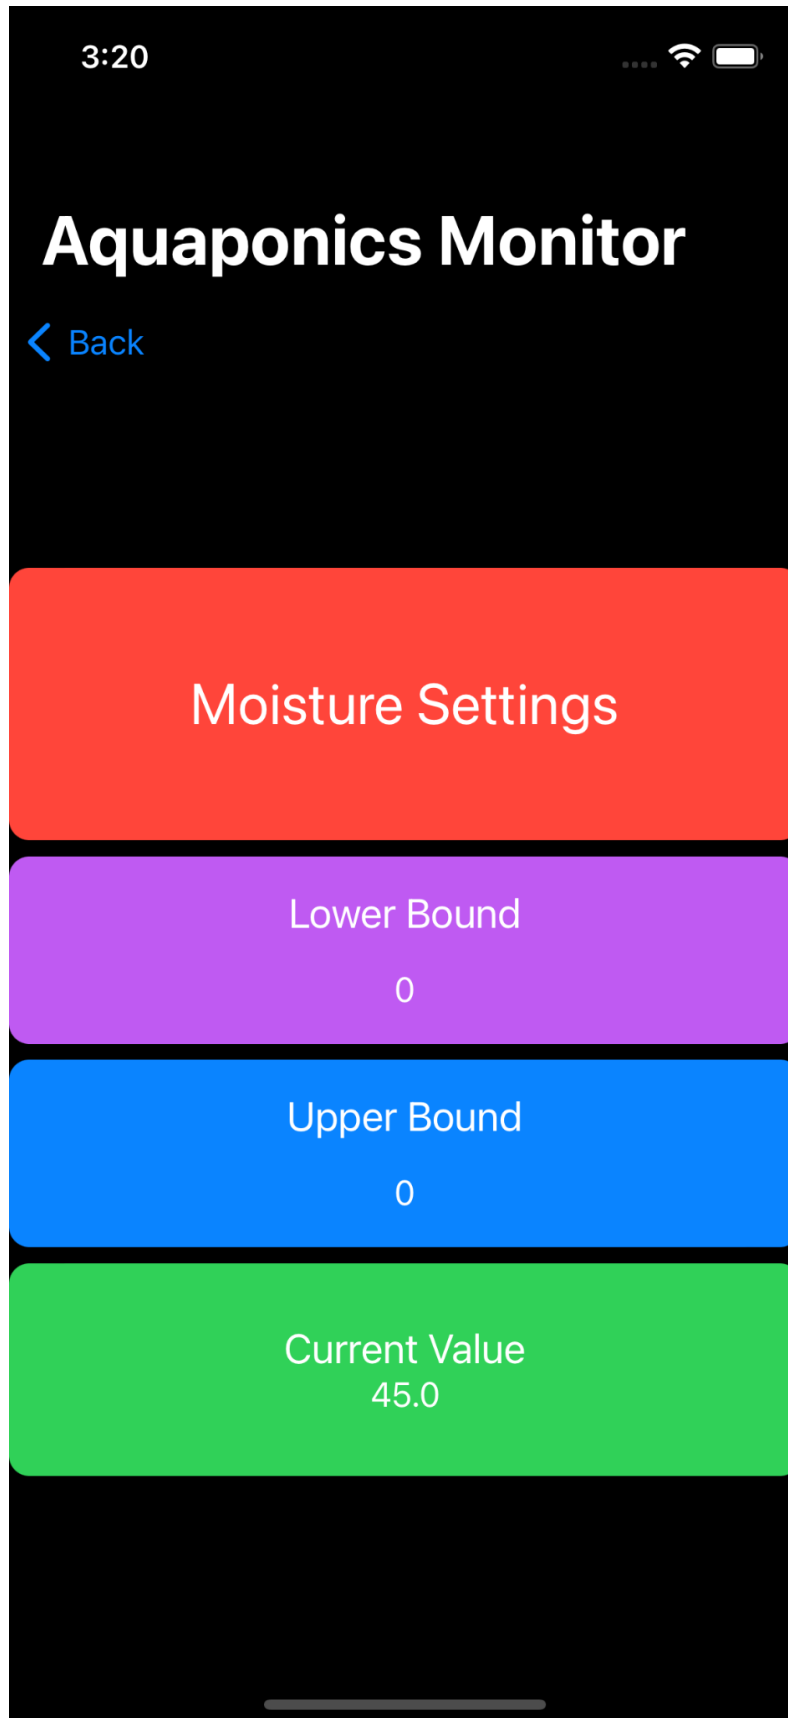 3:20
Aquaponics Monitor
Back
Moisture Settings
Lower Bound
0
Upper Bound
0
Current Value
45.0